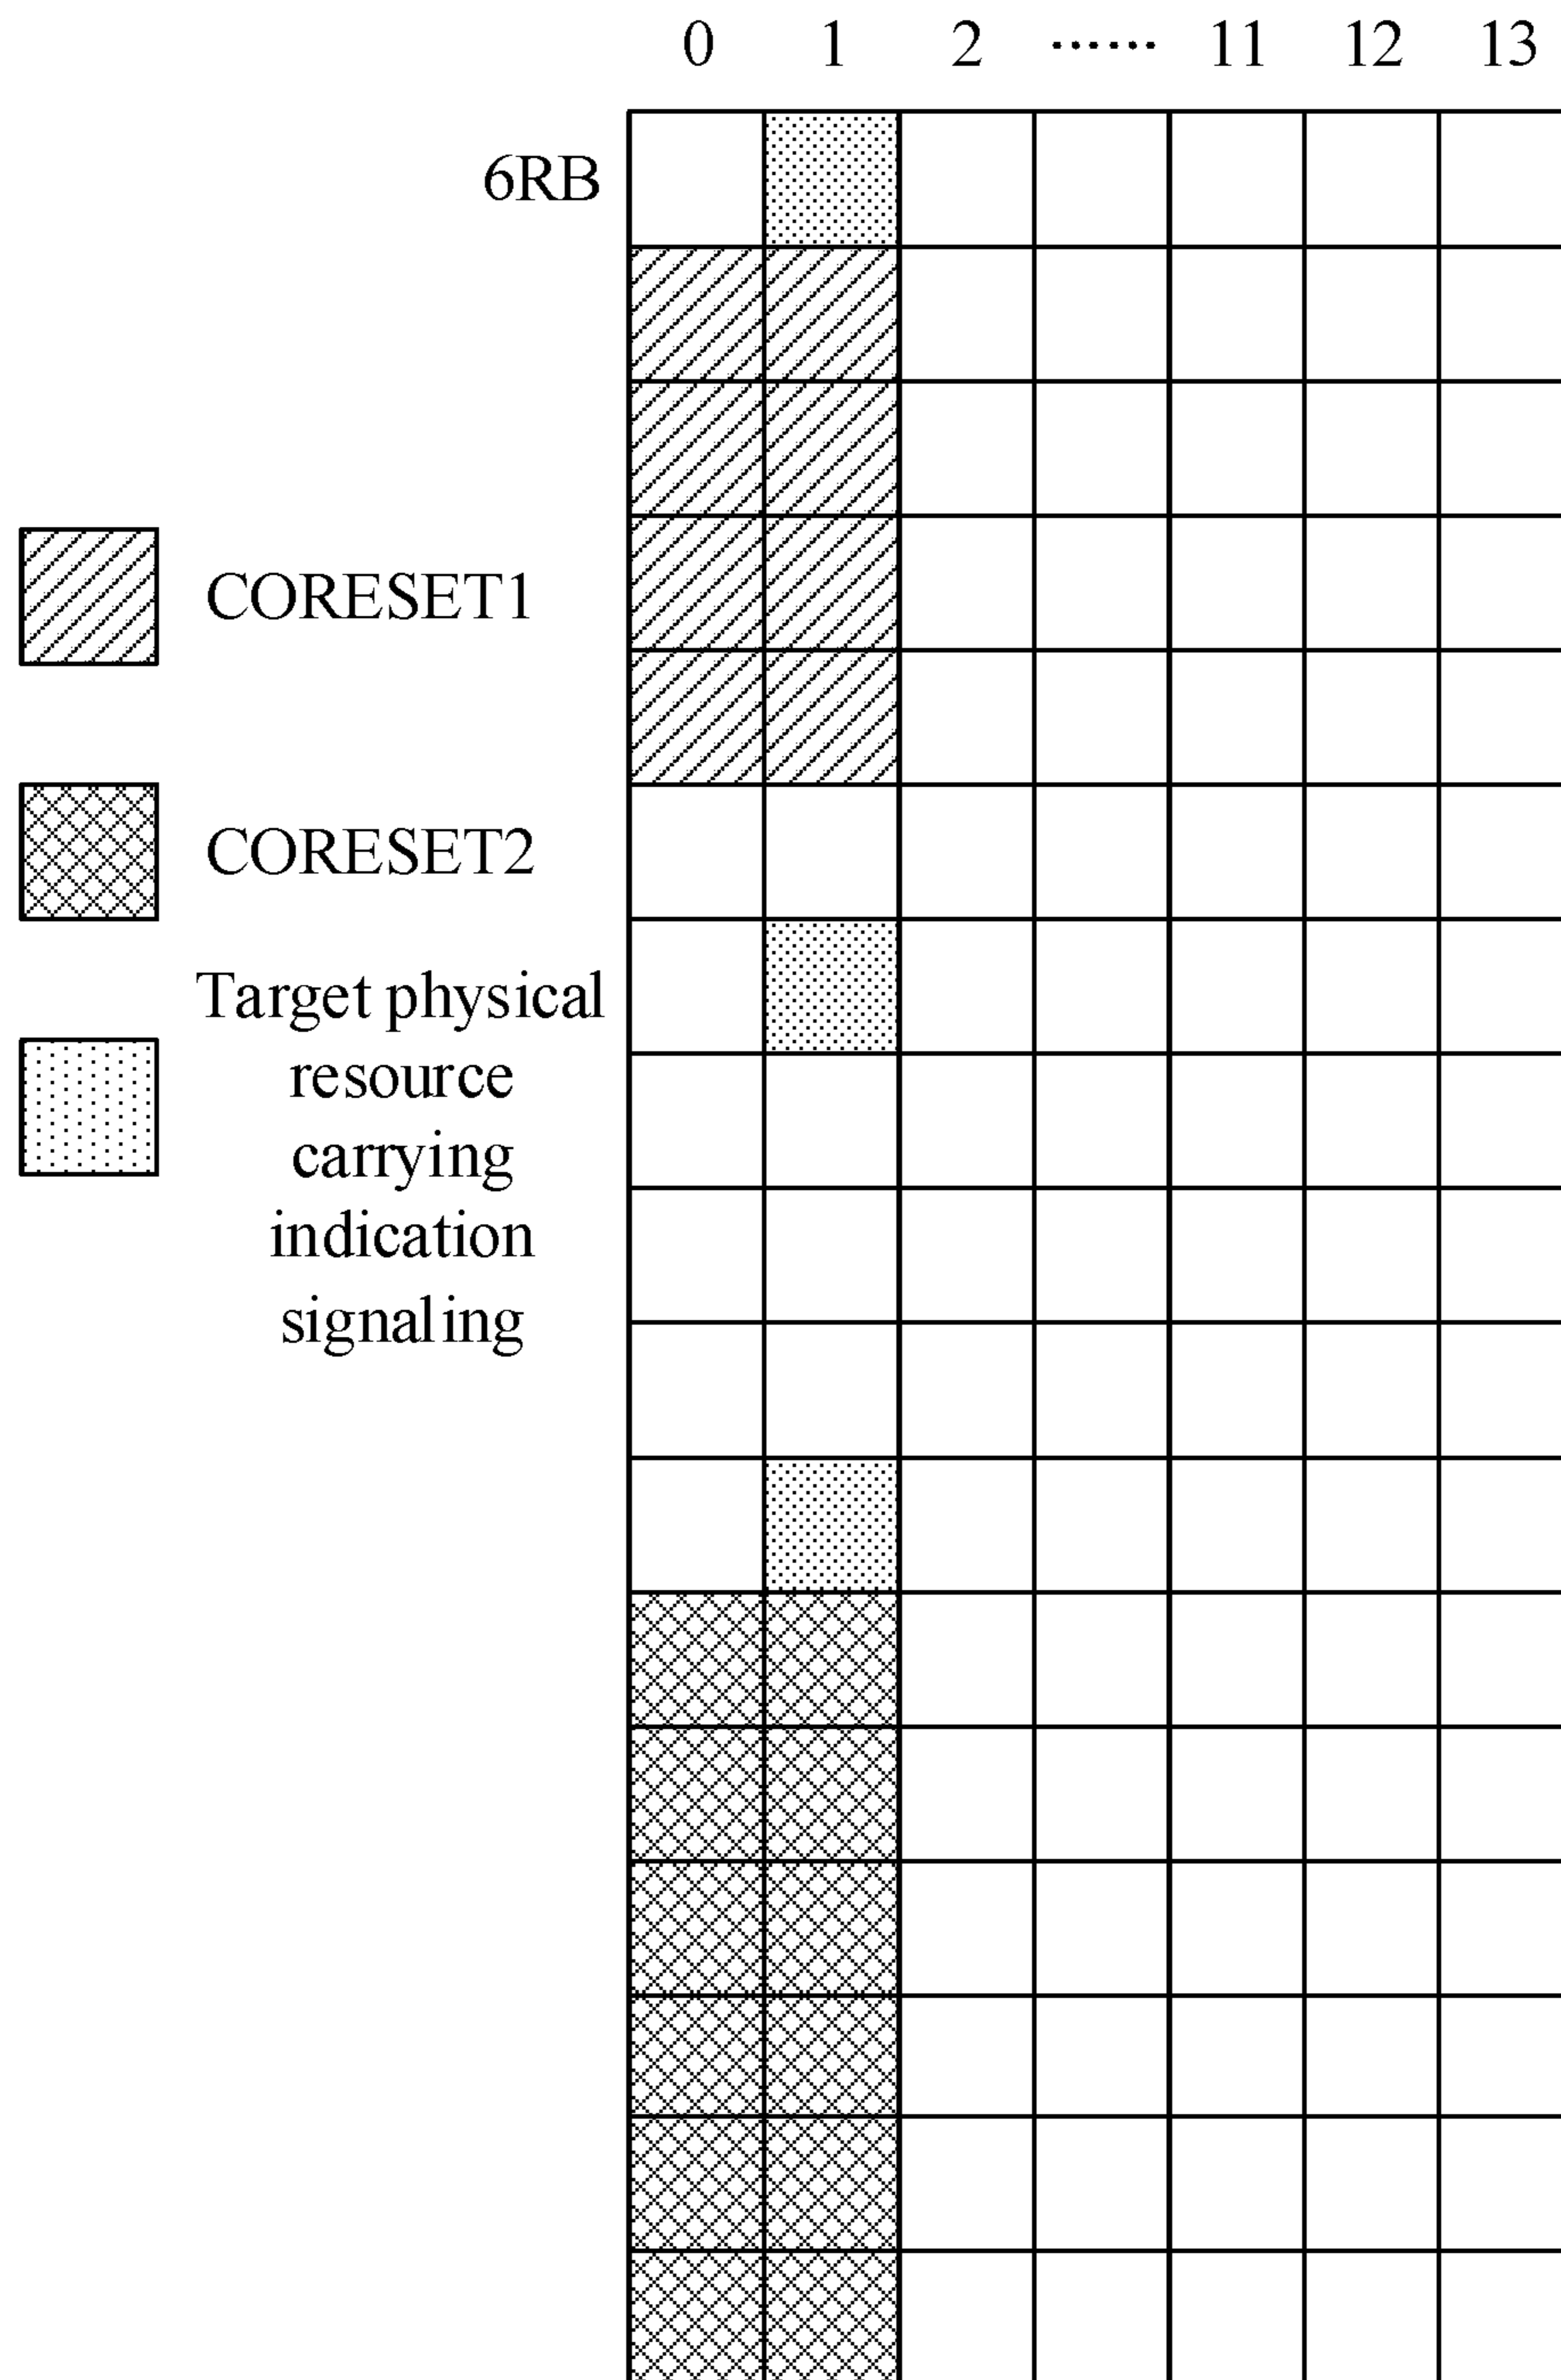 0 1 2 ...... 11 12 13
6RB
CORESET1
CORESET2
Target physical
resource
carrying
indication
signaling